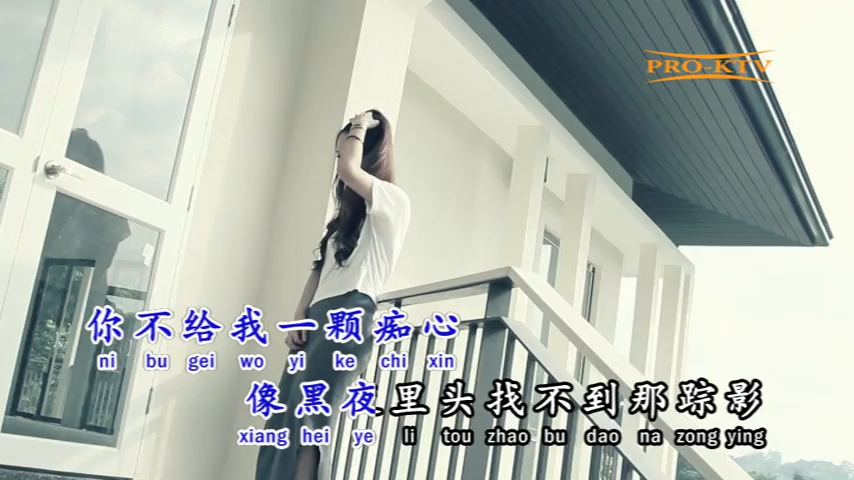 PRO-KTV
你不给我一颗痴心
ni bu gei wo yi ke chi xin
像黑夜里头找不到那踪影
xiang hei ye li tou zhao bu dao na zong ying